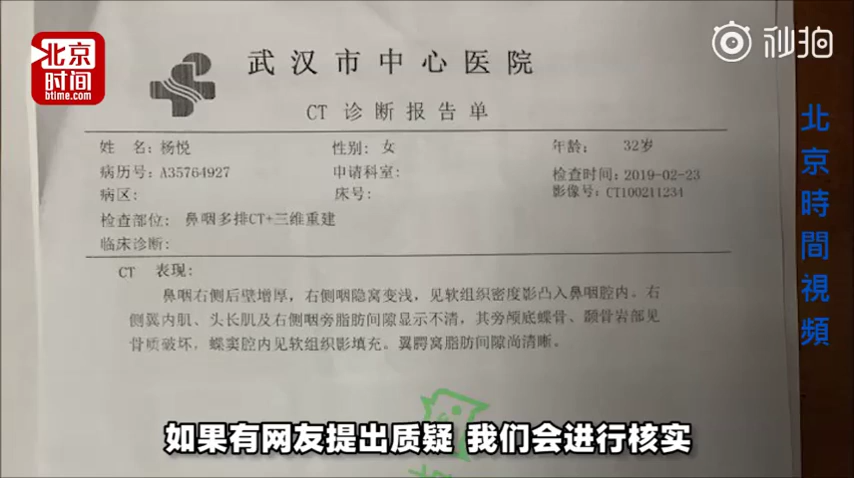 北京
时间
btime.com
秒拍
武汉市中心医院
CT 诊断报告单
姓 名: 杨悦 性别: 女 年龄: 32岁
病历号: A35764927 申请科室: 检查时间: 2019-02-23
病区: 床号: 影像号: CT100211234
检查部位: 鼻咽多排CT+三维重建
临床诊断:
CT 表现:
鼻咽右侧后壁增厚，右侧咽隐窝变浅，见软组织密度影凸入鼻咽腔内。右
侧翼内肌、头长肌及右侧咽旁脂肪间隙显示不清，其旁颅底蝶骨、颞骨岩部见
骨质破坏，蝶窦腔内见软组织影填充。翼腭窝脂肪间隙尚清晰。
北京時間視頻
如果有网友提出质疑 我们会进行核实